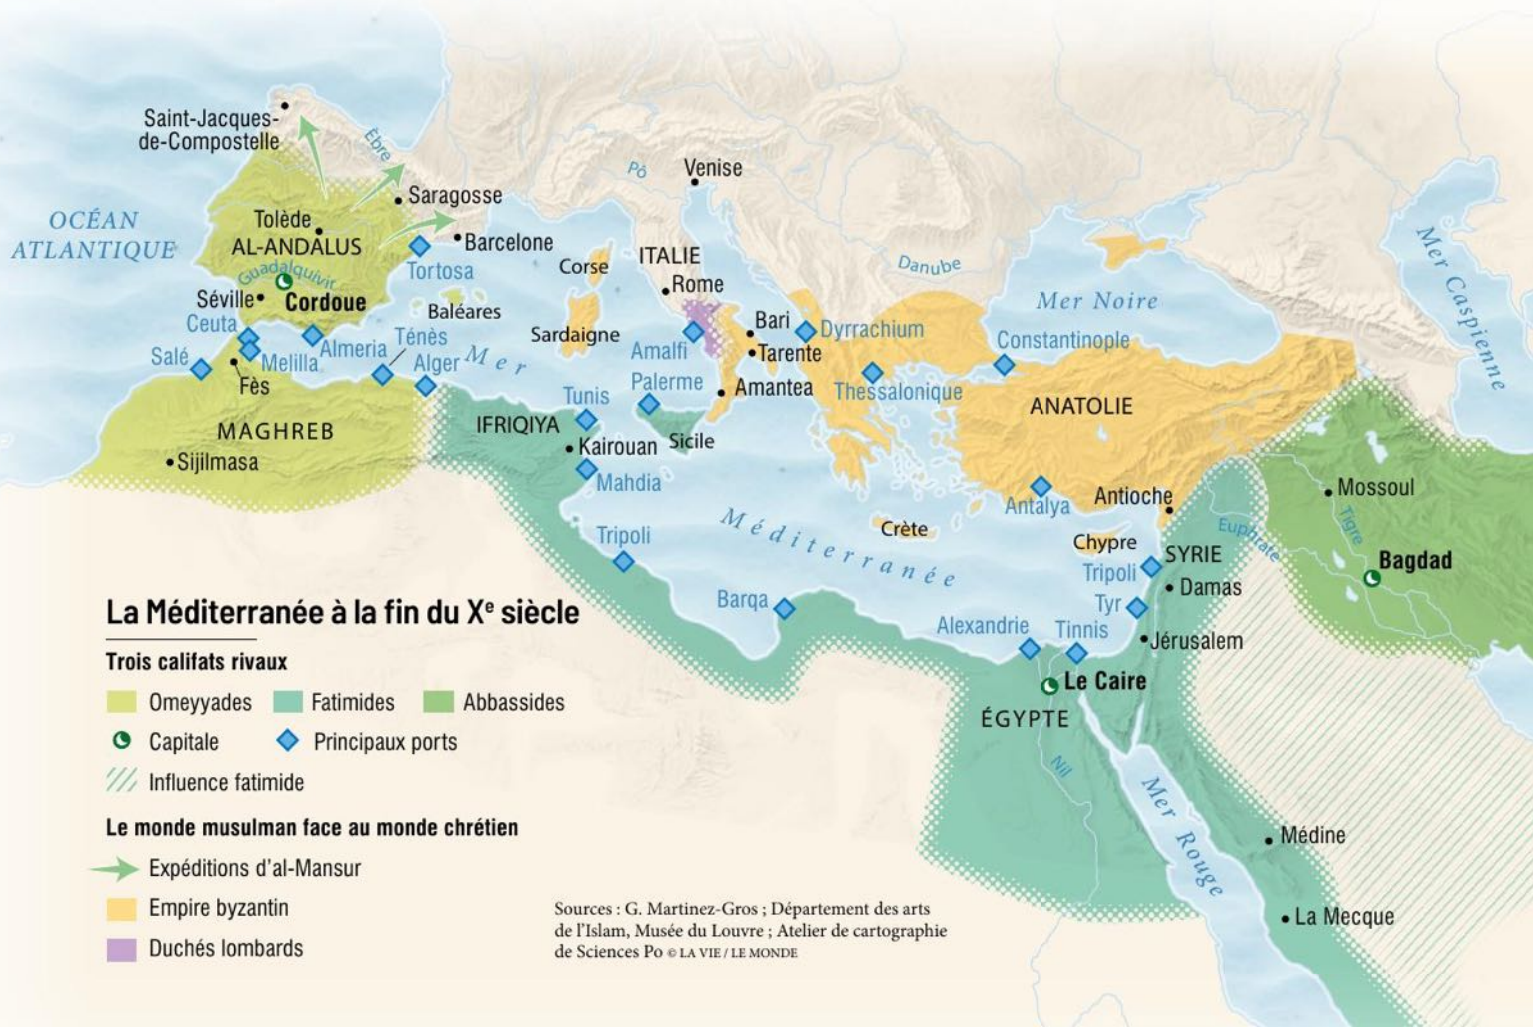 Saint-Jacques-
de-Compostelle
Èbre
Pô
Venise
OCÉAN
ATLANTIQUE
Saragosse
Tolède
AL-ANDALUS
Barcelone
Tortosa
Guadalquivir
Séville
Cordoue
Baléares
Corse
ITALIE
Rome
Danube
Mer Noire
Mer Caspienne
Ceuta
Salé
Melilla
Almeria
Ténès
Alger
Fès
Sardaigne
Amalfi
Bari
Tarente
Dyrrachium
Constantinople
Thessalonique
Palerme
Amantea
Tunis
ANATOLIE
MAGHREB
Sijilmasa
IFRIQIYA
Kairouan
Sicile
Mahdia
Mer
Méditerranée
Tripoli
Barqa
Crète
Antalya
Antioche
Chypre
Mossoul
Tigre
Euphrate
Bagdad
SYRIE
Tripoli
Damas
Tyr
Alexandrie
Tinnis
Jérusalem
Le Caire
ÉGYPTE
Nil
Mer Rouge
Médine
La Mecque
La Méditerranée à la fin du Xe siècle
Trois califats rivaux
Omeyyades
Fatimides
Abbassides
Capitale
Principaux ports
Influence fatimide
Le monde musulman face au monde chrétien
Expéditions d'al-Mansur
Empire byzantin
Duchés lombards
Sources : G. Martinez-Gros ; Département des arts
de l'Islam, Musée du Louvre ; Atelier de cartographie
de Sciences Po © LA VIE / LE MONDE